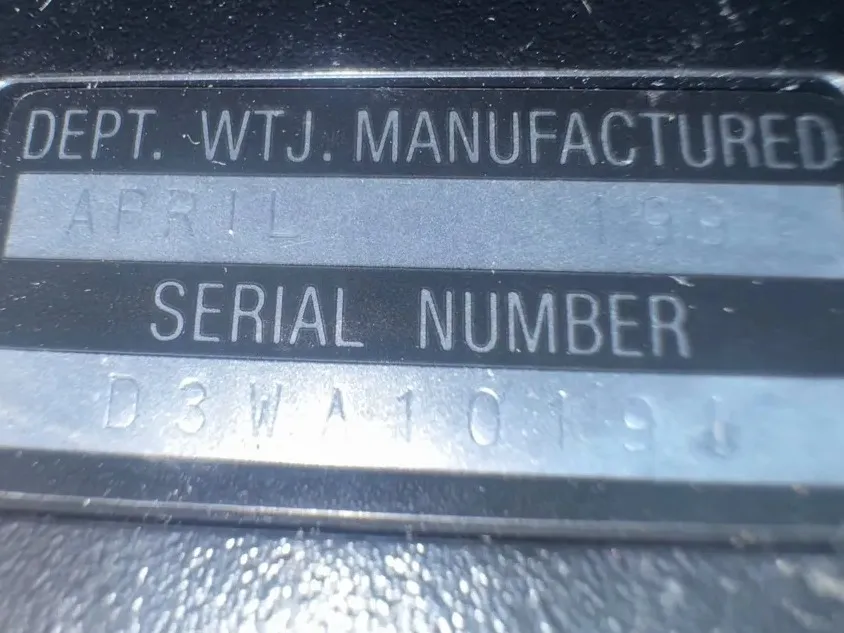 DEPT. WTJ. MANUFACTURED
APRIL
SERIAL NUMBER